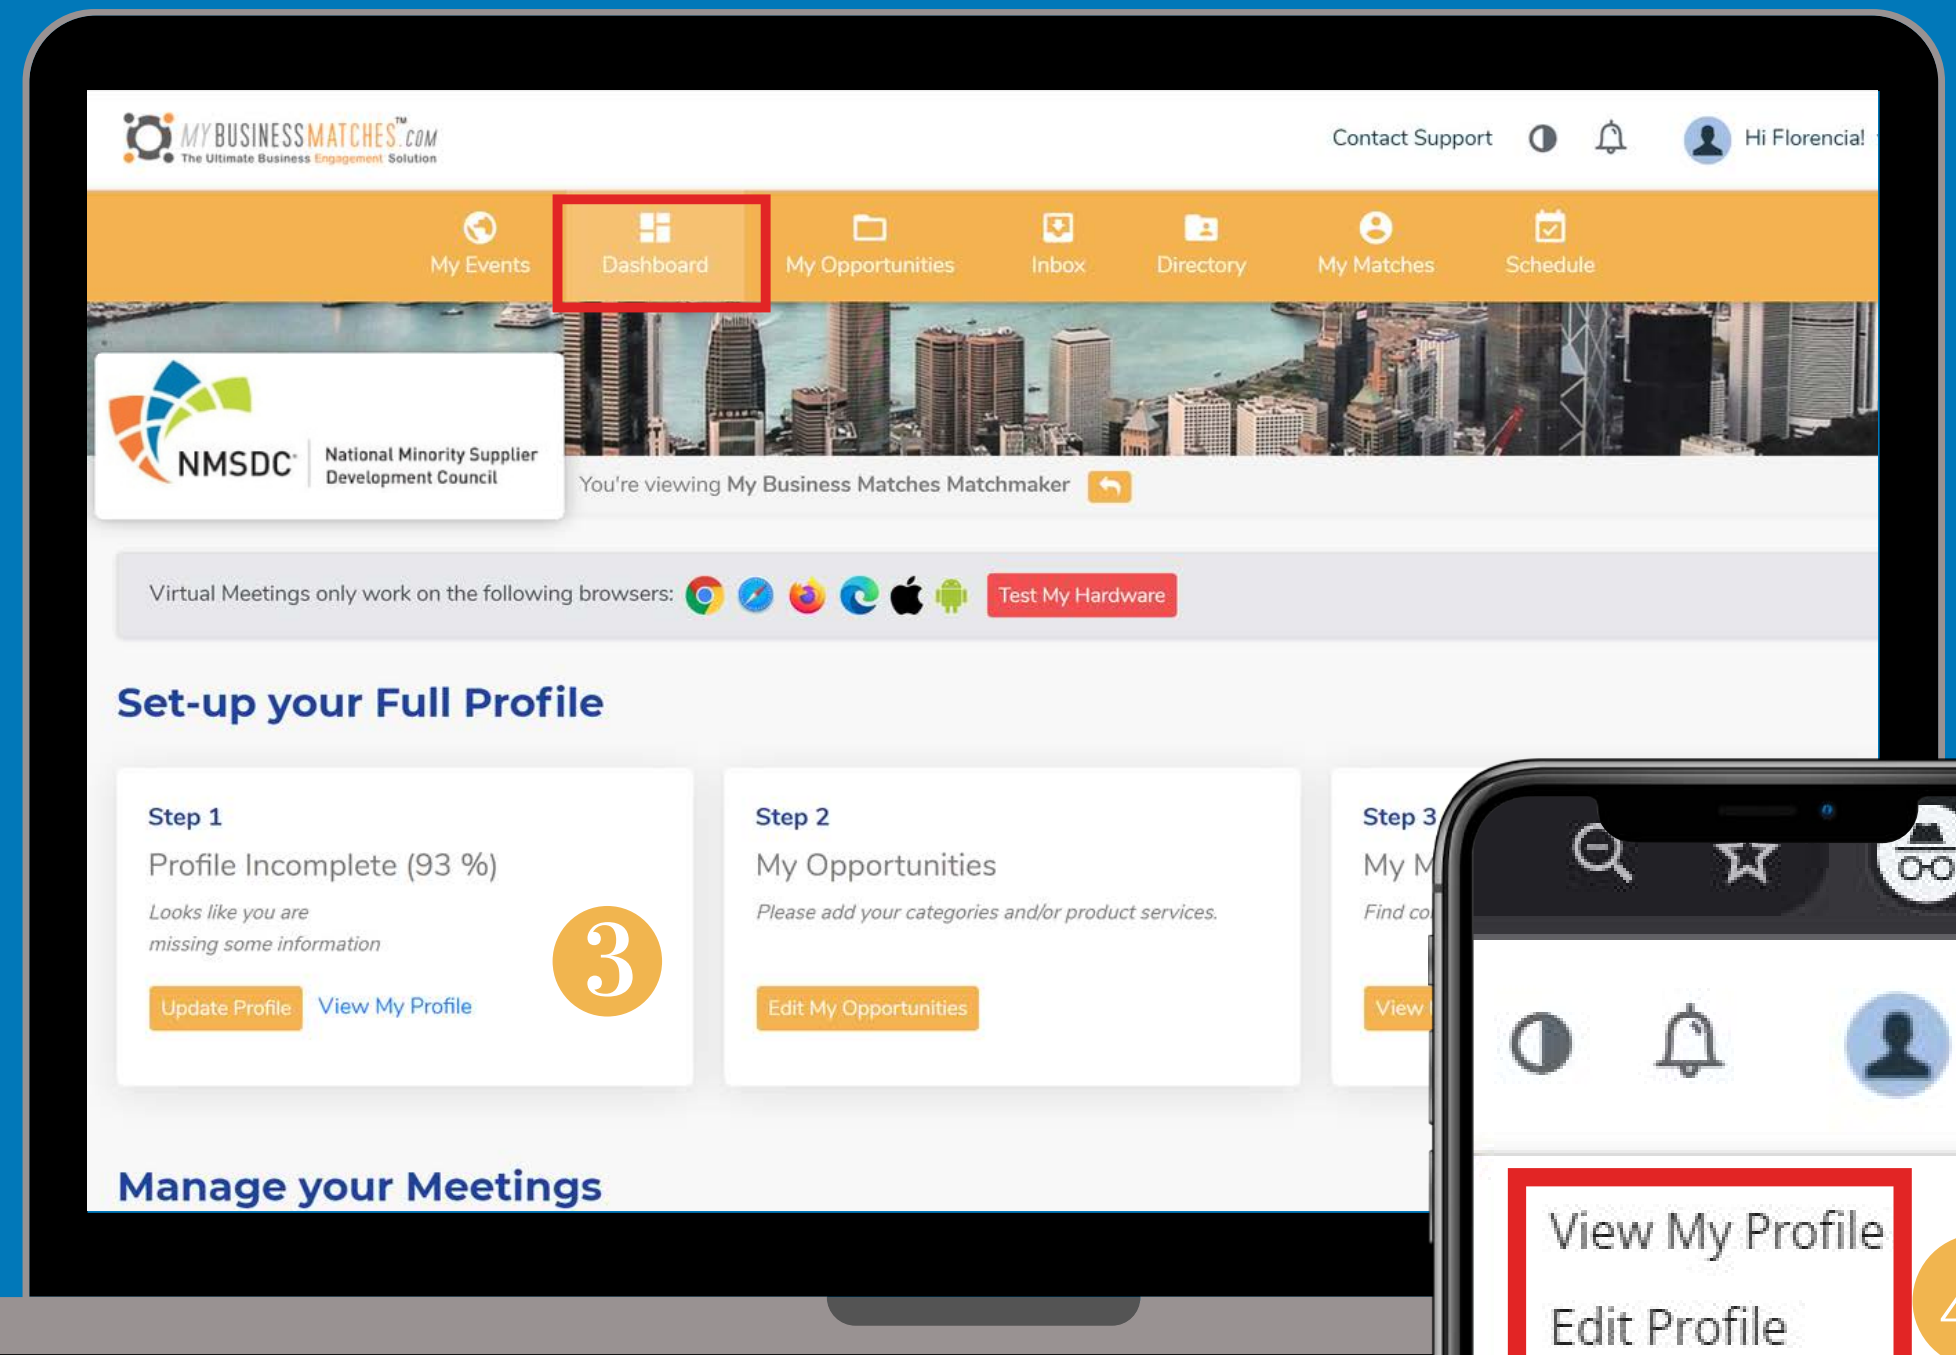 MYBUSINESSMATCHES™.COM
The Ultimate Business Engagement Solution
Contact Support
Hi Florencia!
My Events
Dashboard
My Opportunities
Inbox
Directory
My Matches
Schedule
NMSDC
National Minority Supplier
Development Council
You're viewing My Business Matches Matchmaker
Virtual Meetings only work on the following browsers:
Test My Hardware
Set-up your Full Profile
Step 1
Profile Incomplete (93 %)
Looks like you are
missing some information
Update Profile
View My Profile
3
Step 2
My Opportunities
Please add your categories and/or product services.
Edit My Opportunities
Step 3
My
Find
View
Manage your Meetings
View My Profile
Edit Profile